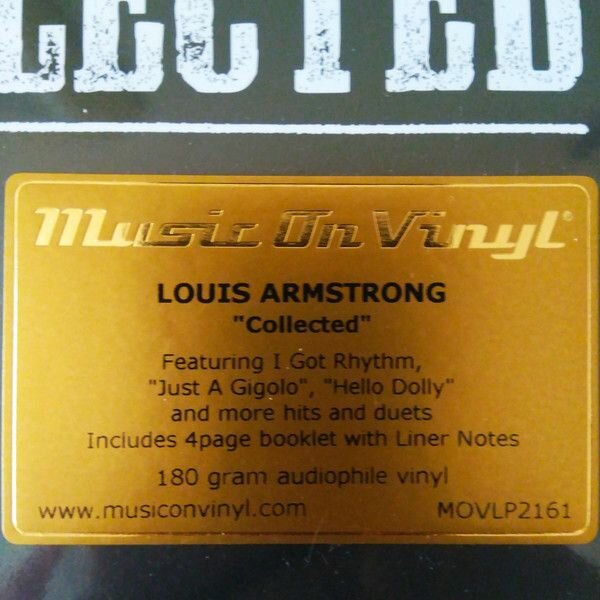 LECTED
Music On Vinyl®
LOUIS ARMSTRONG
"Collected"
Featuring I Got Rhythm,
"Just A Gigolo", "Hello Dolly"
and more hits and duets
Includes 4page booklet with Liner Notes
180 gram audiophile vinyl
www.musiconvinyl.com MOVLP2161